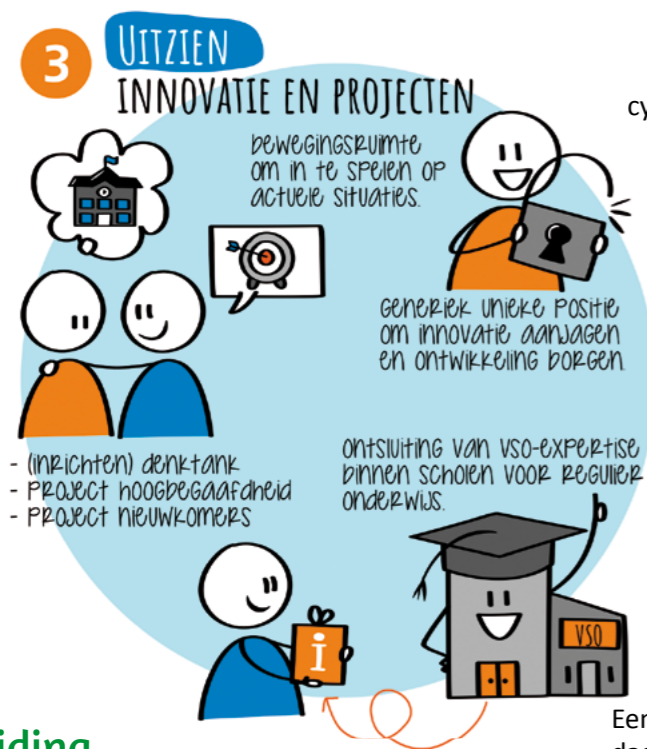 3
UITZIEN
INNOVATIE EN PROJECTEN
bewegingsruimte
om in te spelen op
actuele situaties.
generiek unieke positie
om innovatie aanjagen
en ontwikkeling borgen.
- (inrichten) denktank
- project hoogbegaafdheid
- project nieuwkomers
ontsluiting van vso-expertise
binnen scholen voor regulier
onderwijs.
VSO
i
cy
iding
Een